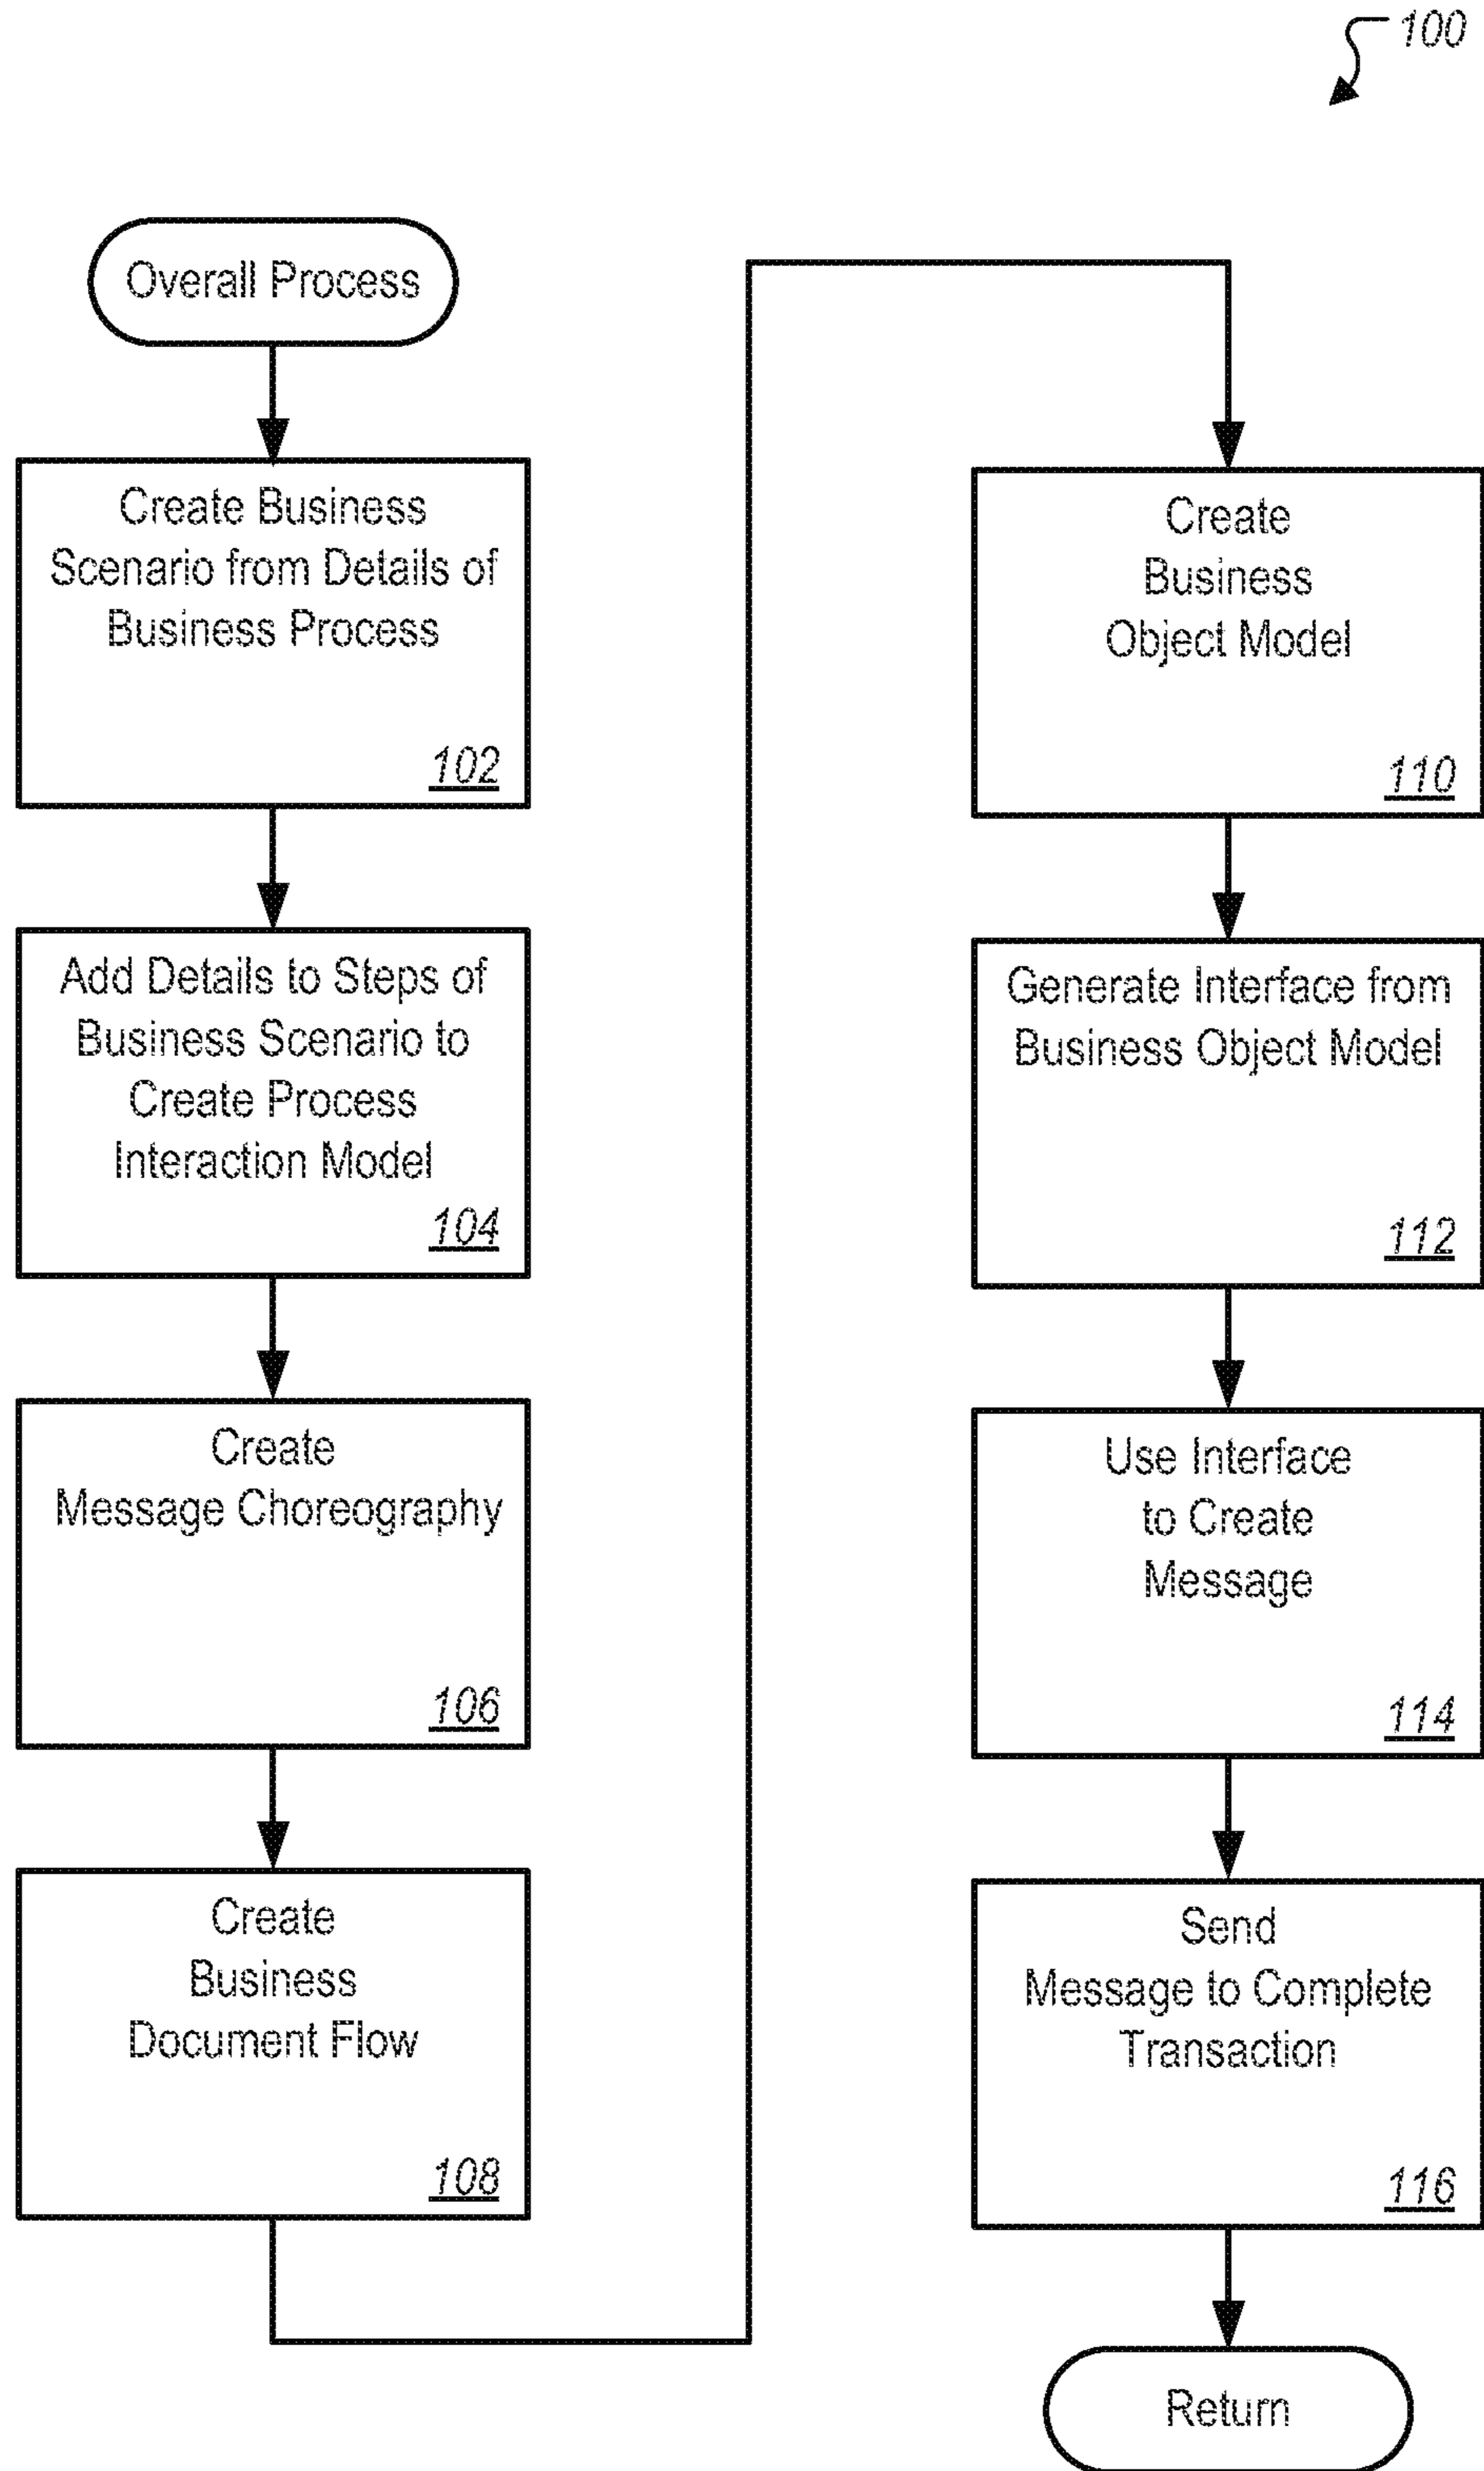 100
Overall Process
Create Business
Scenario from Details of
Business Process
102
Add Details to Steps of
Business Scenario to
Create Process
Interaction Model
104
Create
Message Choreography
106
Create
Business
Document Flow
108
Create
Business
Object Model
110
Generate Interface from
Business Object Model
112
Use Interface
to Create
Message
114
Send
Message to Complete
Transaction
116
Return